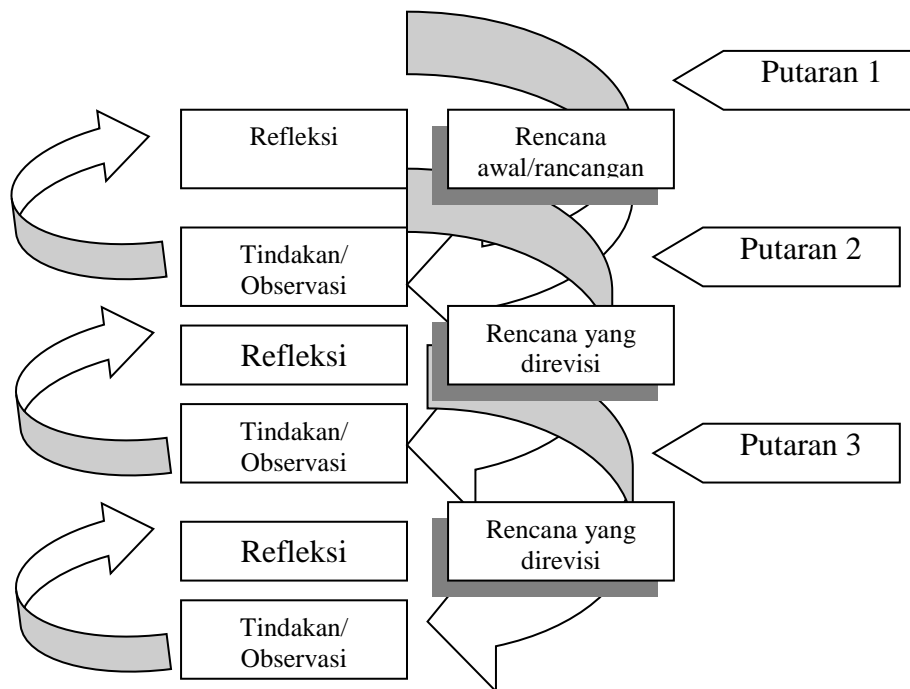 Putaran 1
Refleksi
Rencana
awal/rancangan
Tindakan/
Observasi
Putaran 2
Refleksi
Rencana yang
direvisi
Tindakan/
Observasi
Putaran 3
Refleksi
Rencana yang
direvisi
Tindakan/
Observasi